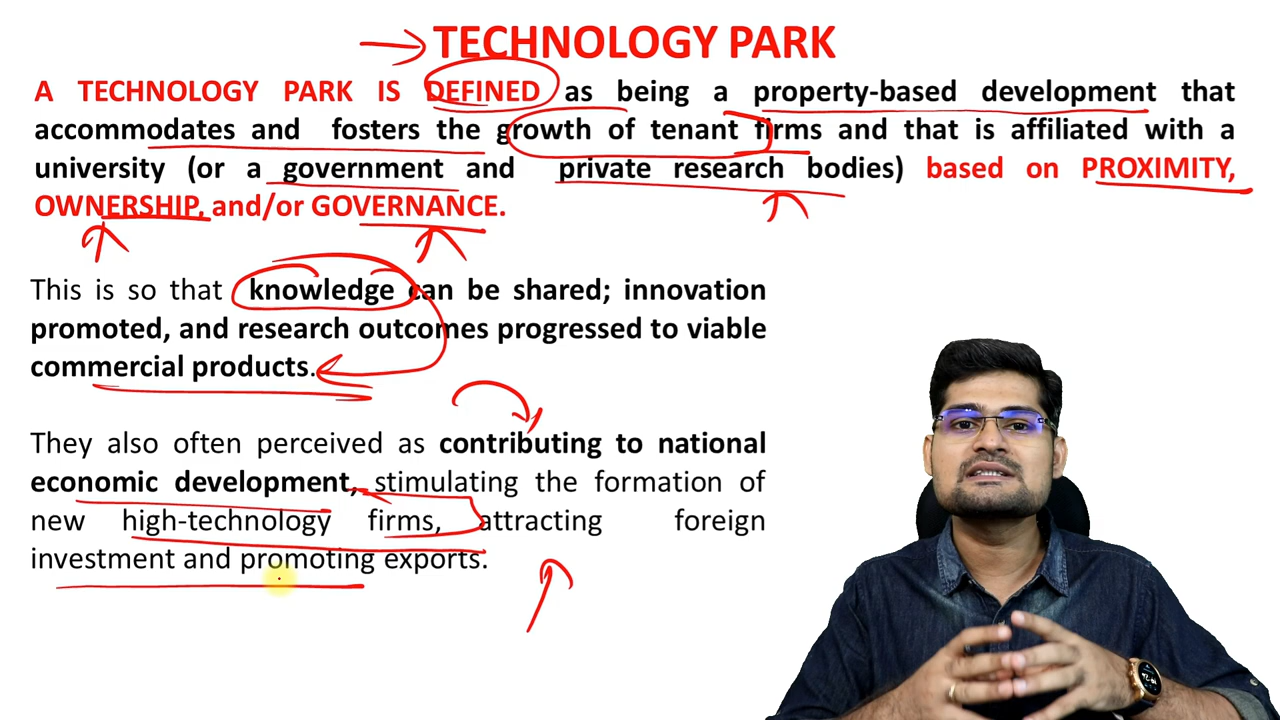 TECHNOLOGY PARK
A TECHNOLOGY PARK IS DEFINED as being a property-based development that
accommodates and fosters the growth of tenant firms and that is affiliated with a
university (or a government and private research bodies) based on PROXIMITY,
OWNERSHIP, and/or GOVERNANCE.
This is so that knowledge can be shared; innovation
promoted, and research outcomes progressed to viable
commercial products.
They also often perceived as contributing to national
economic development, stimulating the formation of
new high-technology firms, attracting foreign
investment and promoting exports.